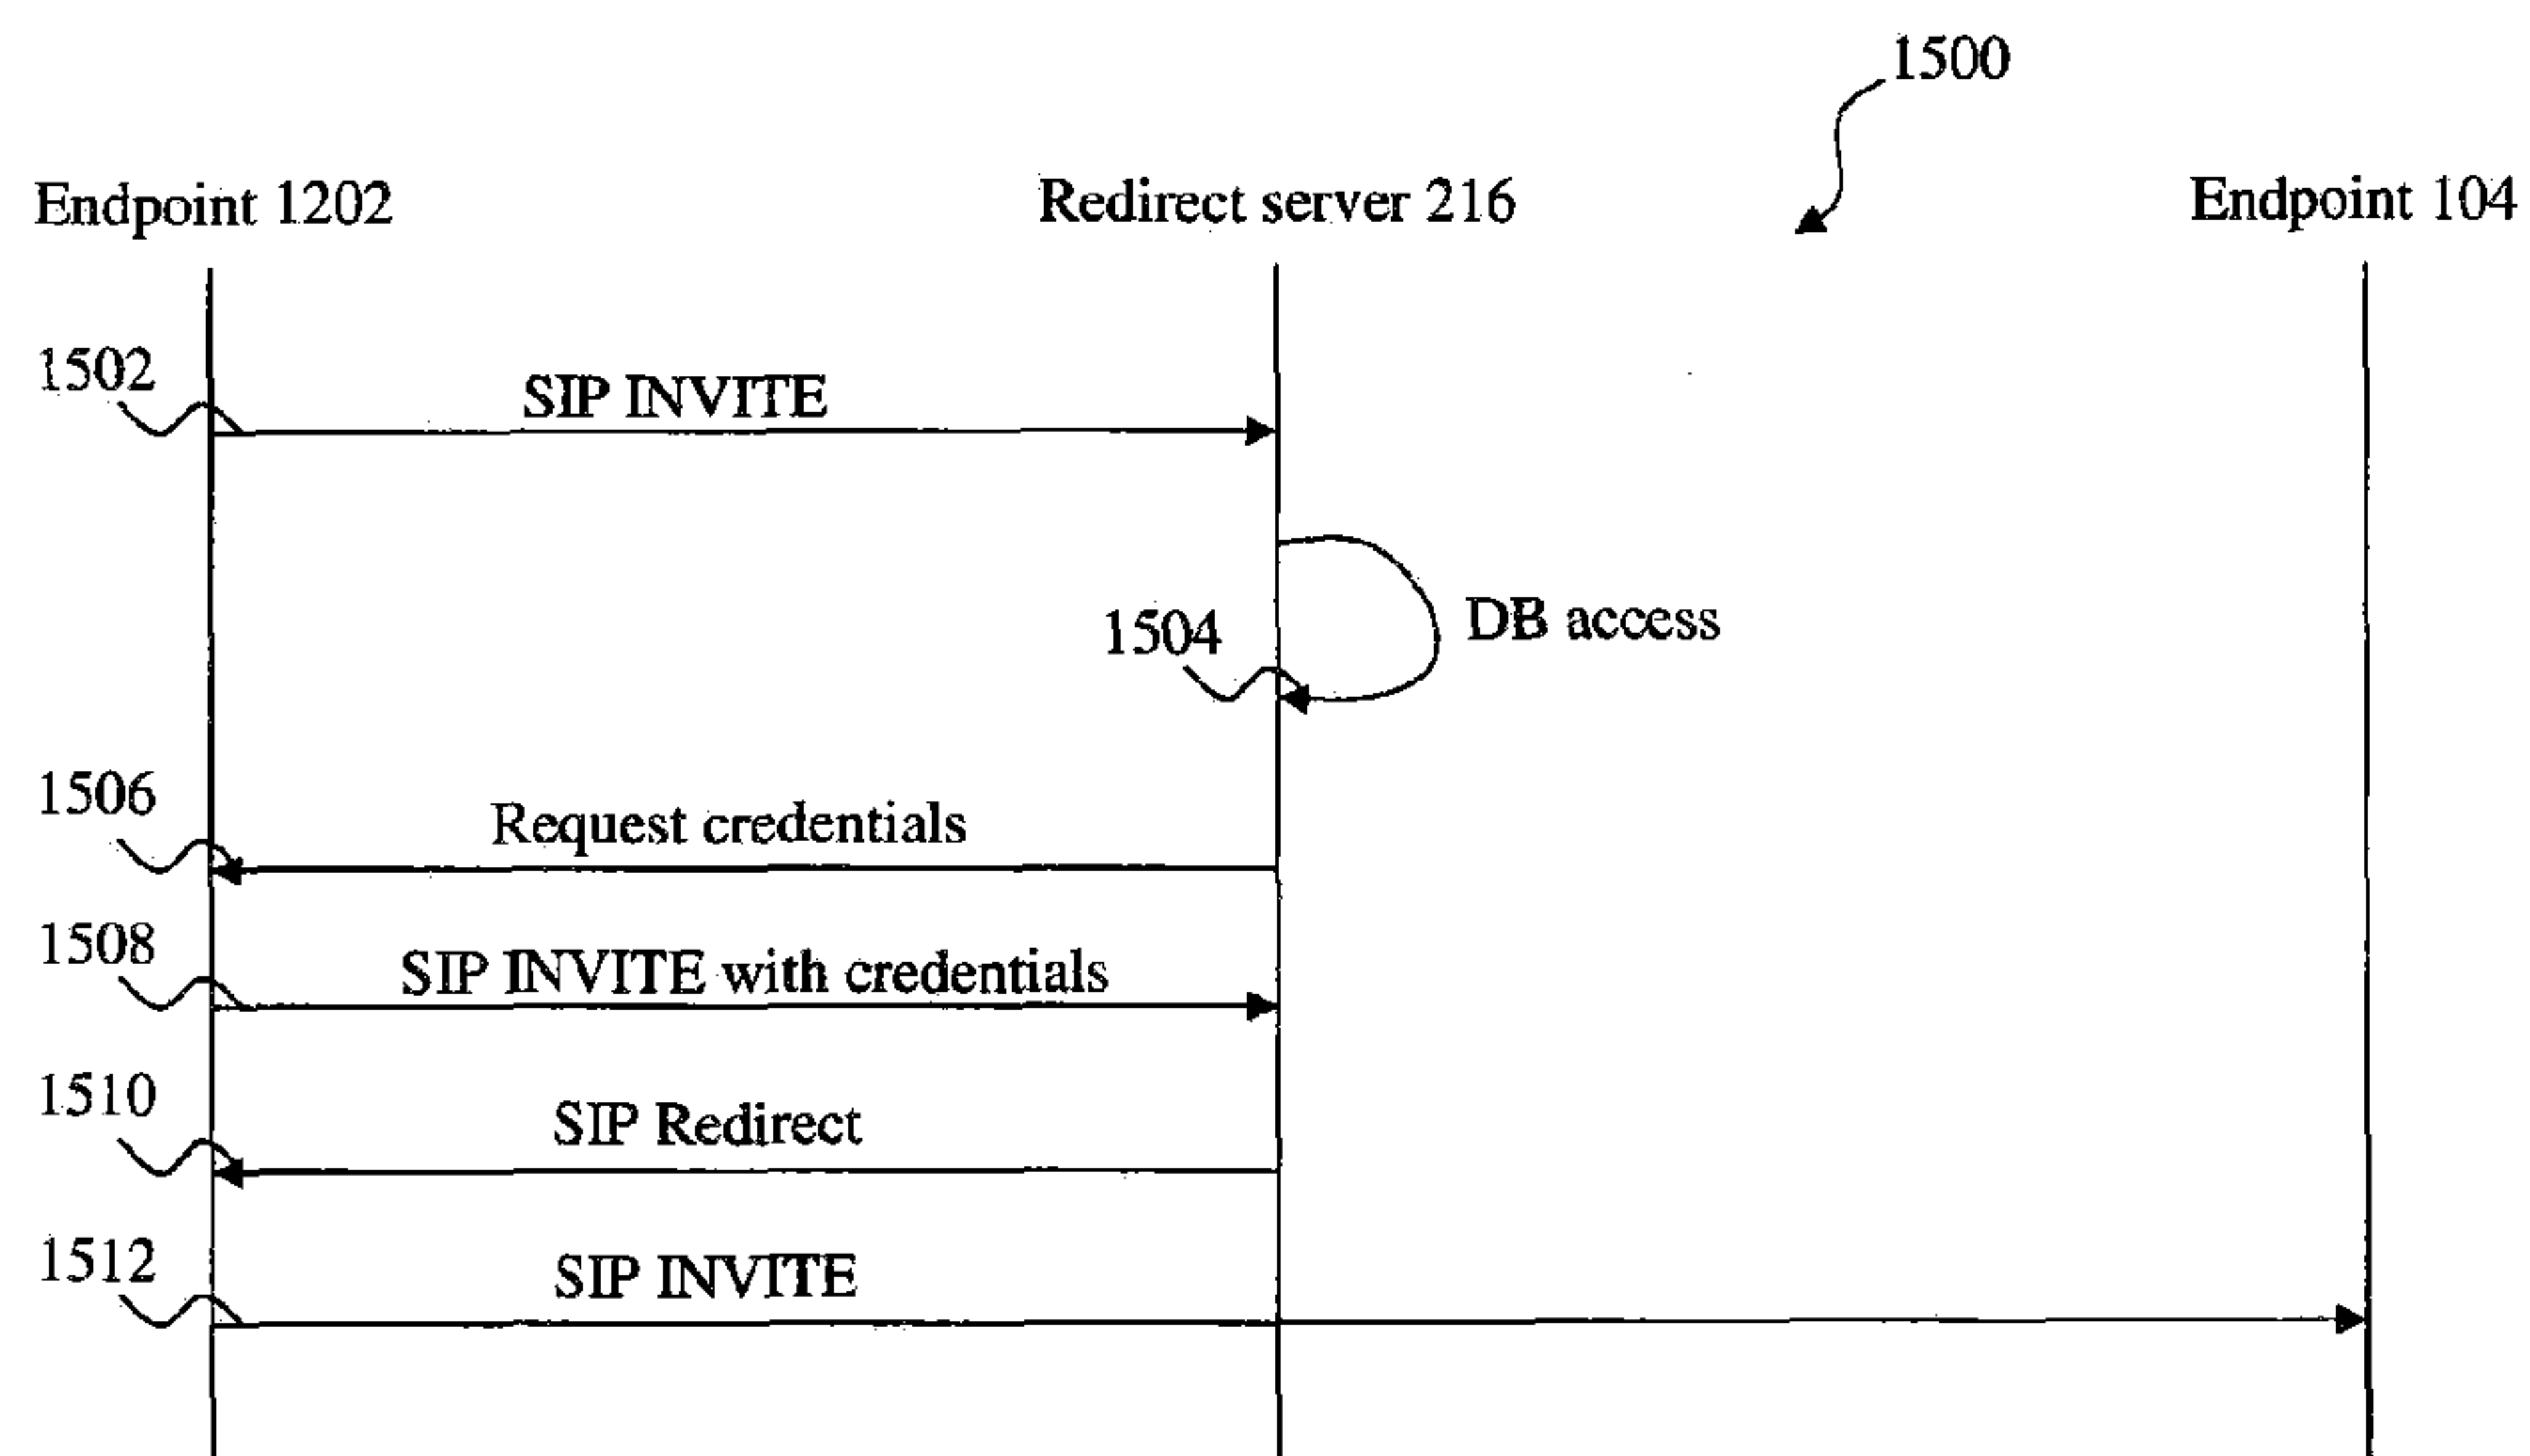 1500
Endpoint 1202
Redirect server 216
Endpoint 104
1502
SIP INVITE
1504
DB access
1506
Request credentials
1508
SIP INVITE with credentials
1510
SIP Redirect
1512
SIP INVITE